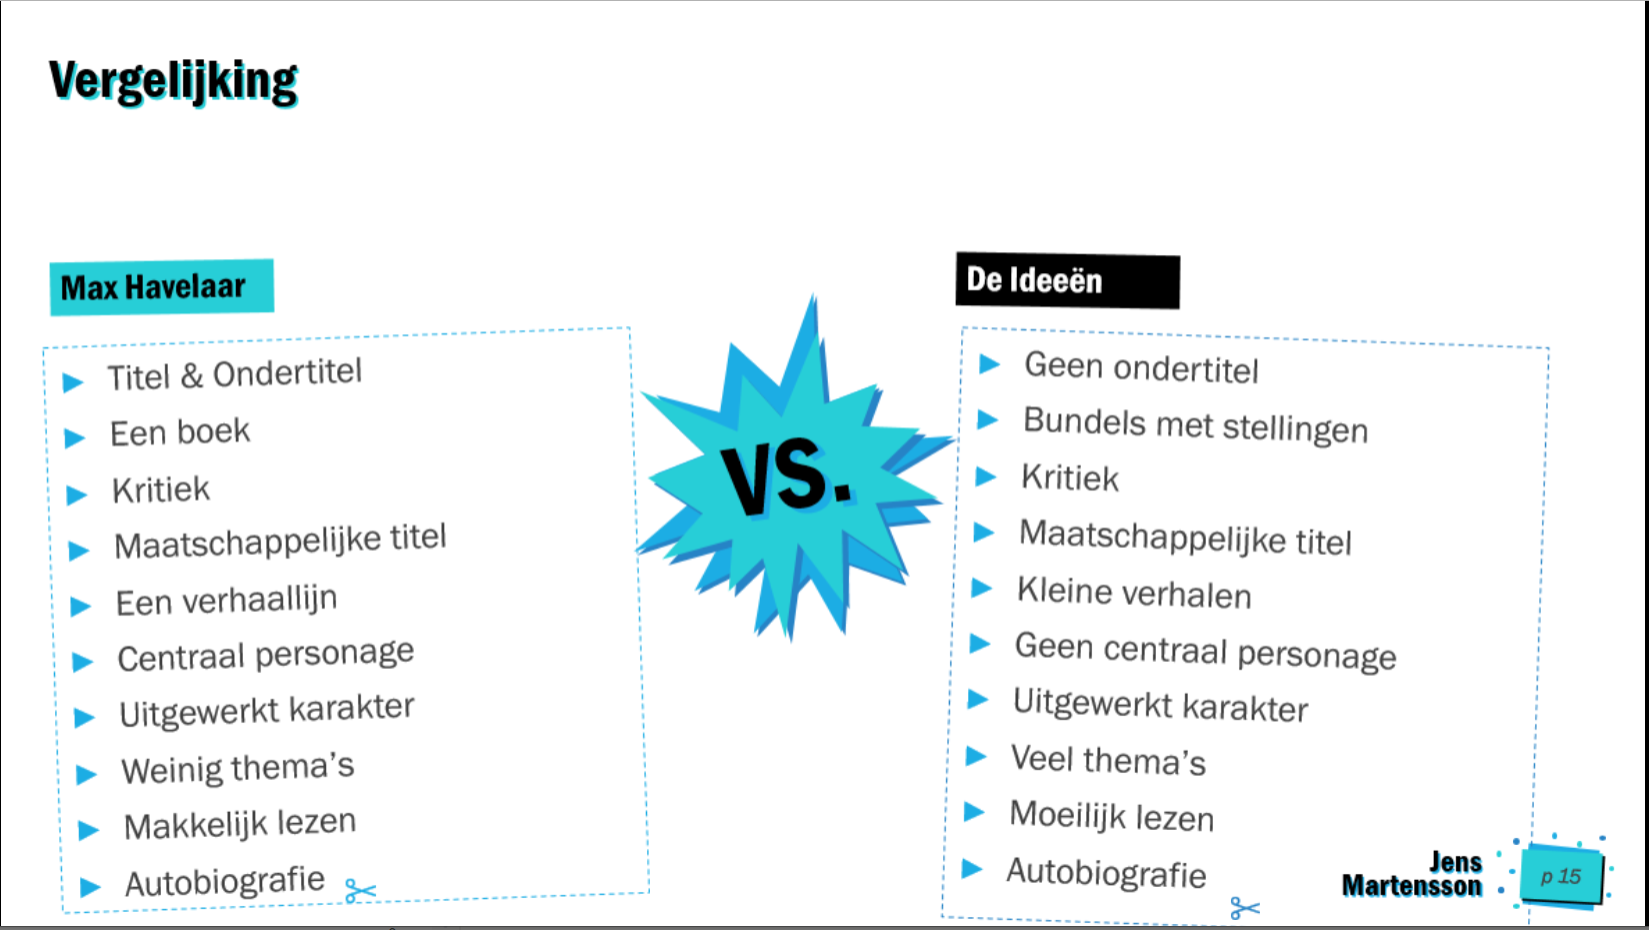 Vergelijking
Max Havelaar
Titel & Ondertitel
Een boek
Kritiek
Maatschappelijke titel
Een verhaallijn
Centraal personage
Uitgewerkt karakter
Weinig thema's
Makkelijk lezen
Autobiografie
VS.
De Ideeën
Geen ondertitel
Bundels met stellingen
Kritiek
Maatschappelijke titel
Kleine verhalen
Geen centraal personage
Uitgewerkt karakter
Veel thema's
Moeilijk lezen
Autobiografie
Jens
Martensson
p 15